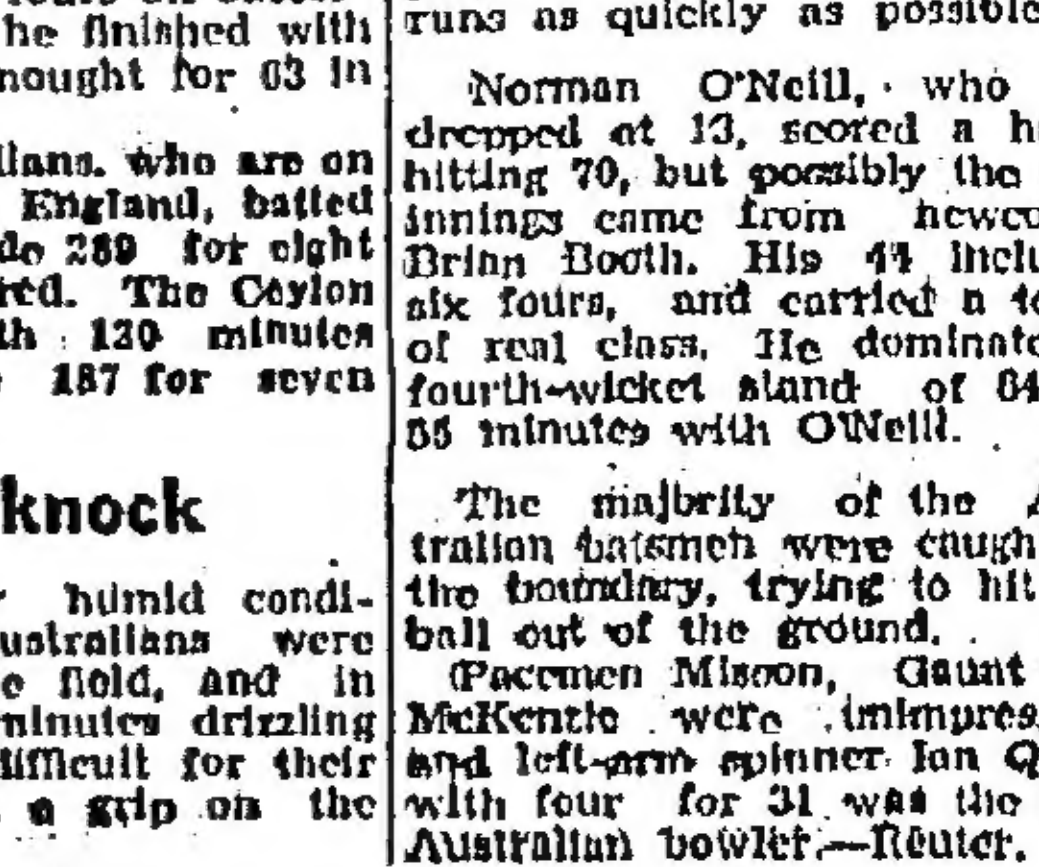 he finished with
nought for 63 in
lians. who are on
England, batted
289 for eight
red. The Ceylon
th 120 minutes
187 for seven
knock
humid condi-
ustralians were
e field, and in
minutes drizzling
difficult for their
a grip on the
runs as quickly as possible
Norman O'Neill, who
dropped at 13, scored a h
hitting 70, but possibly the
innings came from newco
Brian Booth. His 44 inclu
six fours, and carried a to
of real class. He dominate
fourth-wicket stand of 64
55 minutes with O'Neill.
The majority of the A
tralian batsmen were caugh
the boundary, trying to hit
ball out of the ground.
Pacemen Misson, Gaunt
McKenzie were imimpres
and left-arm spinner Ian Q
with four for 31 was the
Australian bowler.—Reuter.